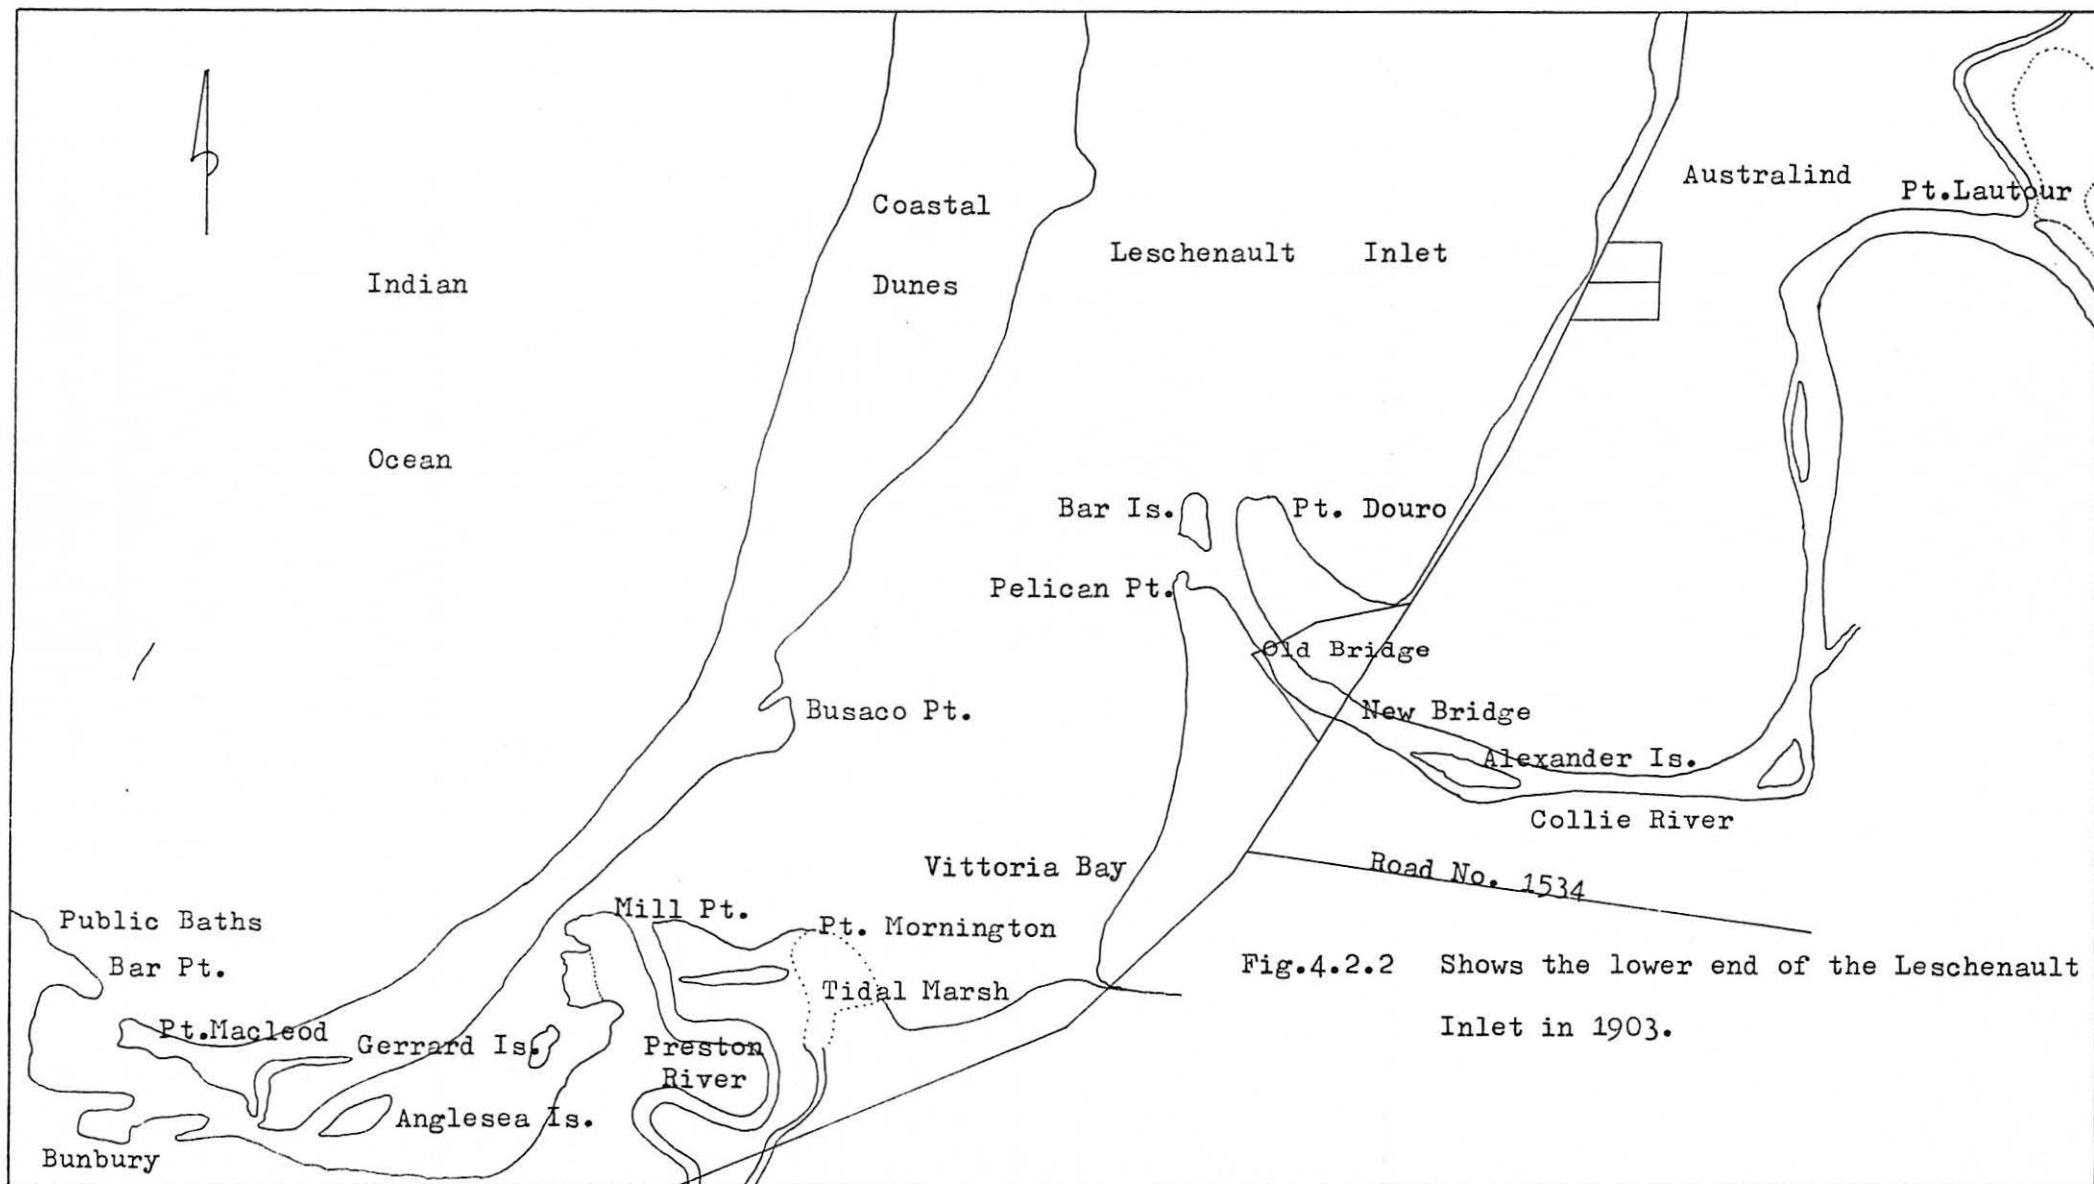 Australind
Pt.Lautour
Coastal
Dunes
Leschenault Inlet
Indian
Ocean
Bar Is.
Pt. Douro
Pelican Pt.
Old Bridge
Busaco Pt.
New Bridge
Alexander Is.
Collie River
Vittoria Bay
Road No. 1534
Public Baths
Mill Pt.
Pt. Mornington
Bar Pt.
Tidal Marsh
Pt.Macleod
Gerrard Is.
Preston
River
Anglesea Is.
Bunbury
Fig.4.2.2 Shows the lower end of the Leschenault
Inlet in 1903.